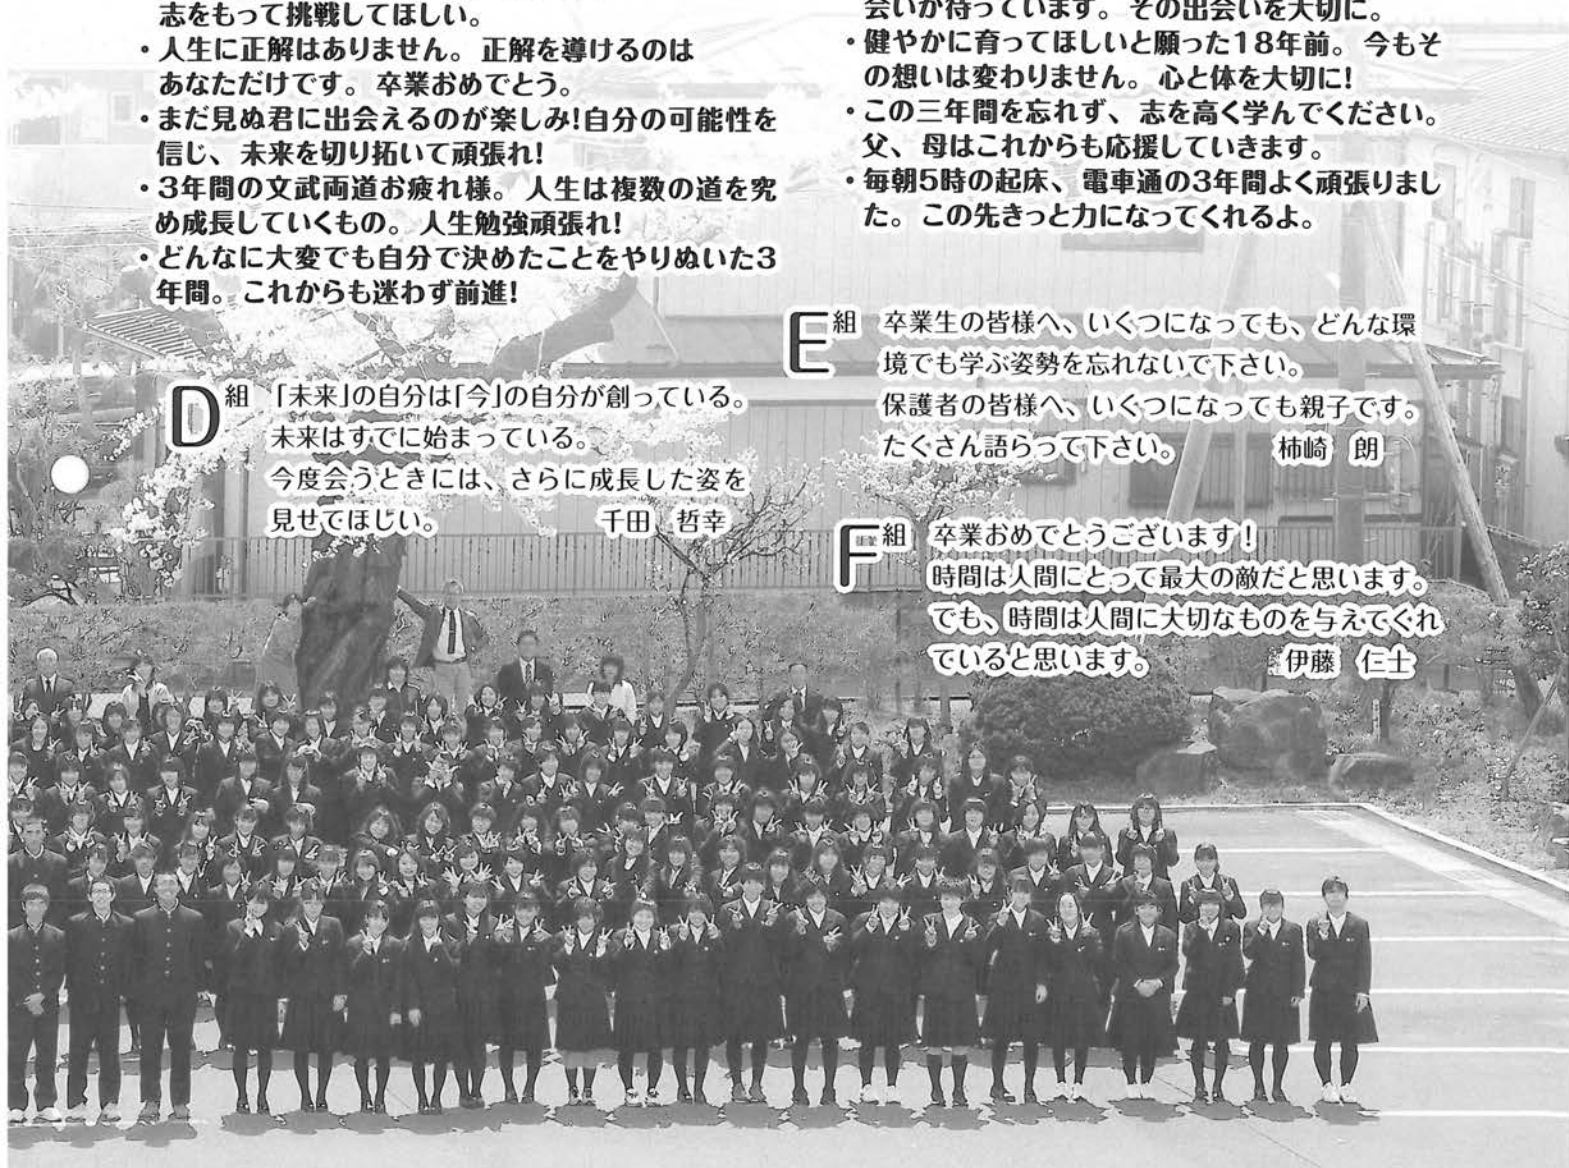 志をもって挑戦してほしい。
・人生に正解はありません。正解を導けるのは
あなただけです。卒業おめでとう。
・まだ見ぬ君に出会えるのが楽しみ!自分の可能性を
信じ、未来を切り拓いて頑張れ!
・3年間の文武両道お疲れ様。人生は複数の道を究
め成長していくもの。人生勉強頑張れ!
・どんなに大変でも自分で決めたことをやりぬいた3
年間。これからも迷わず前進!
D組 「未来」の自分は「今」の自分が創っている。
未来はすでに始まっている。
今度会うときには、さらに成長した姿を
見せてほしい。 千田 哲幸
会いが待っています。その出会いを大切に。
・健やかに育ってほしいと願った18年前。今もそ
の想いは変わりません。心と体を大切に!
・この三年間を忘れず、志を高く学んでください。
父、母はこれからも応援していきます。
・毎朝5時の起床、電車通の3年間よく頑張りまし
た。この先きっと力になってくれるよ。
E組 卒業生の皆様へ、いくつになっても、どんな環
境でも学ぶ姿勢を忘れないで下さい。
保護者の皆様へ、いくつになっても親子です。
たくさん語らって下さい。 柿崎 朗
F組 卒業おめでとうございます！
時間は人間にとって最大の敵だと思います。
でも、時間は人間に大切なものを与えてくれ
ていると思います。 伊藤 仁士